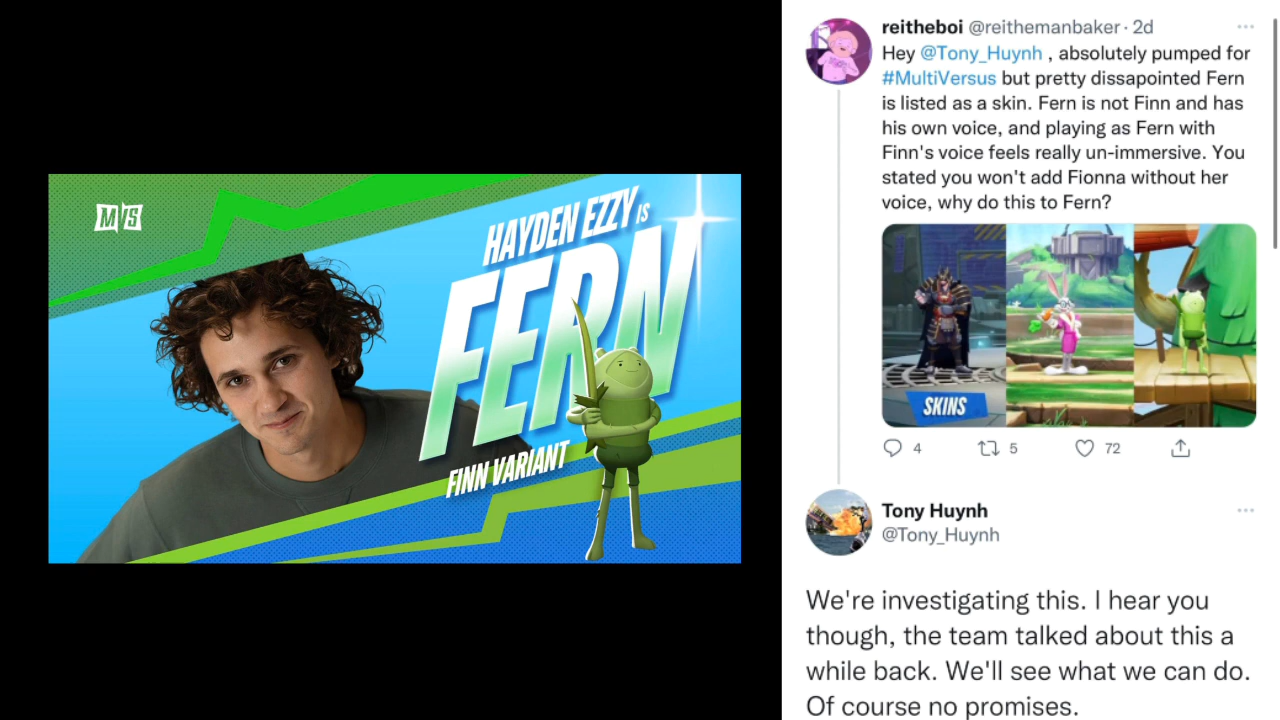 M VS
HAYDEN EZZY IS
FERN
FINN VARIANT
reitheboi @reithemanbaker · 2d
Hey @Tony_Huynh , absolutely pumped for
#MultiVersus but pretty dissapointed Fern
is listed as a skin. Fern is not Finn and has
his own voice, and playing as Fern with
Finn's voice feels really un-immersive. You
stated you won't add Fionna without her
voice, why do this to Fern?
SKINS
4 5 72
Tony Huynh
@Tony_Huynh
We're investigating this. I hear you
though, the team talked about this a
while back. We'll see what we can do.
Of course no promises.